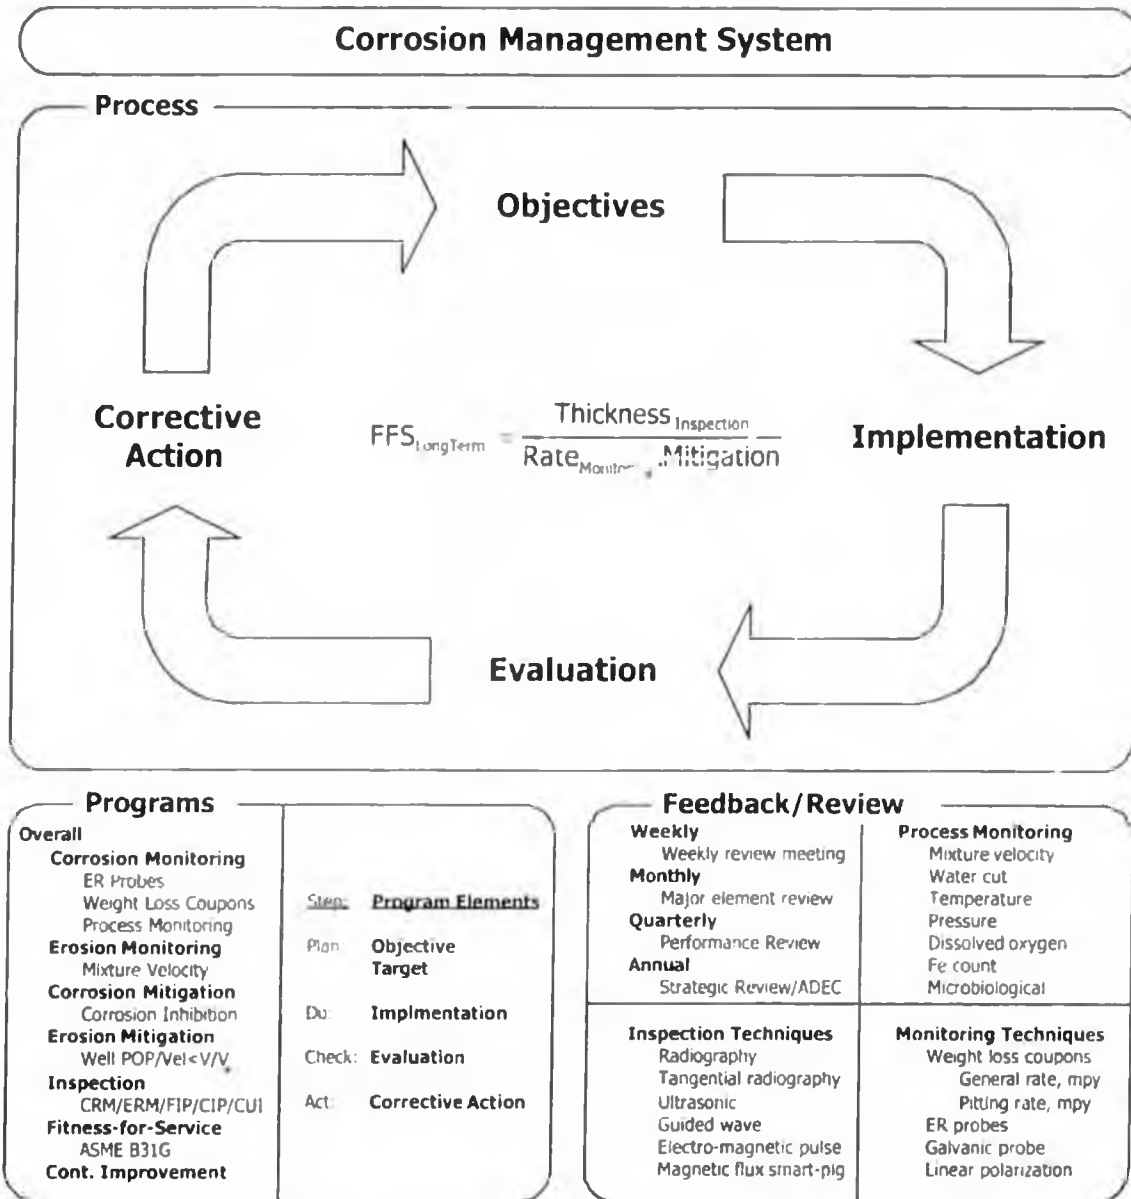 Corrosion Management System
Process
Objectives
Corrective
Action
FFS LongTerm = Thickness Inspection
Rate Mitigation
Implementation
Evaluation
Programs
Overall
Corrosion Monitoring
ER Probes
Weight Loss Coupons
Process Monitoring
Erosion Monitoring
Mixture Velocity
Corrosion Mitigation
Corrosion Inhibition
Erosion Mitigation
Well POP/Vel<V/V
Inspection
CRM/ERM/FIP/CIP/CUI
Fitness-for-Service
ASME B31G
Cont. Improvement
Step: Program Elements
Plan: Objective
Target
Do: Implmentation
Check: Evaluation
Act: Corrective Action
Feedback/Review
Weekly
Weekly review meeting
Monthly
Major element review
Quarterly
Performance Review
Annual
Strategic Review/ADEC
Process Monitoring
Mixture velocity
Water cut
Temperature
Pressure
Dissolved oxygen
Fe count
Microbiological
Inspection Techniques
Radiography
Tangential radiography
Ultrasonic
Guided wave
Electro-magnetic pulse
Magnetic flux smart-pig
Monitoring Techniques
Weight loss coupons
General rate, mpy
Pitting rate, mpy
ER probes
Galvanic probe
Linear polarization